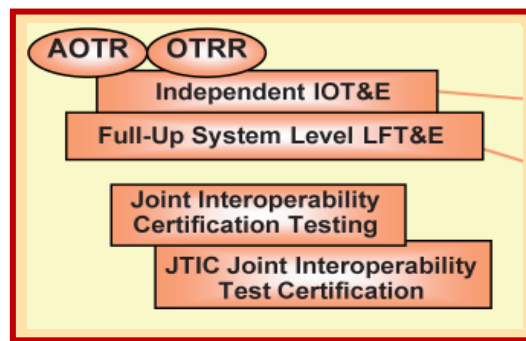 AOTR OTRR
Independent IOT&E
Full-Up System Level LFT&E
Joint Interoperability
Certification Testing
JTIC Joint Interoperability
Test Certification